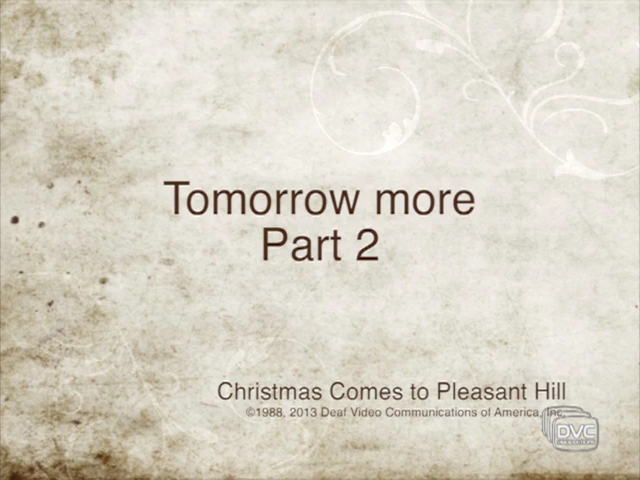 Tomorrow more
Part 2
Christmas Comes to Pleasant Hill
©1988, 2013 Deaf Video Communications of America, Inc.
DVC